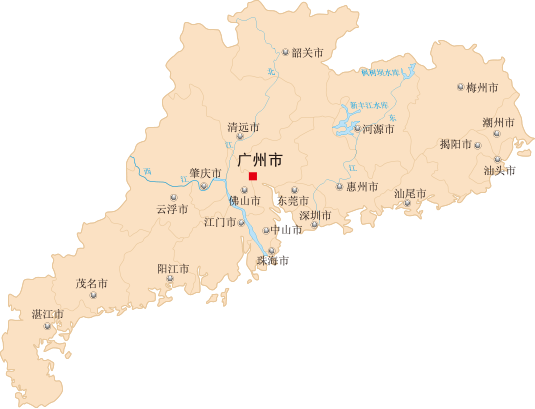 韶关市
枫树坝水库
梅州市
新丰江水库
北
东
河源市
潮州市
清远市
江
揭阳市
广州市
汕头市
西
江
肇庆市
江
惠州市
佛山市
东莞市
汕尾市
云浮市
深圳市
江门市
中山市
珠海市
阳江市
茂名市
湛江市